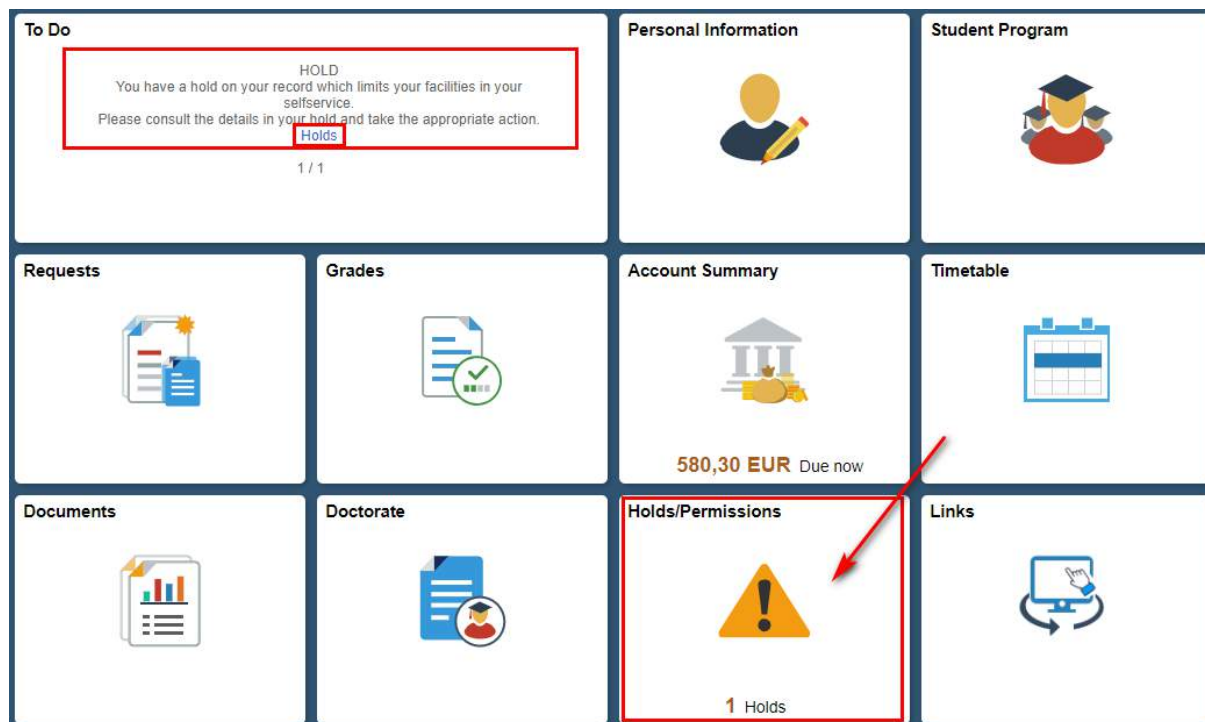 To Do
HOLD
You have a hold on your record which limits your facilities in your
selfservice.
Please consult the details in your hold and take the appropriate action.
Holds
1 / 1
Personal Information
Student Program
Requests
Grades
Account Summary
580,30 EUR Due now
Timetable
Documents
Doctorate
Holds/Permissions
1 Holds
Links